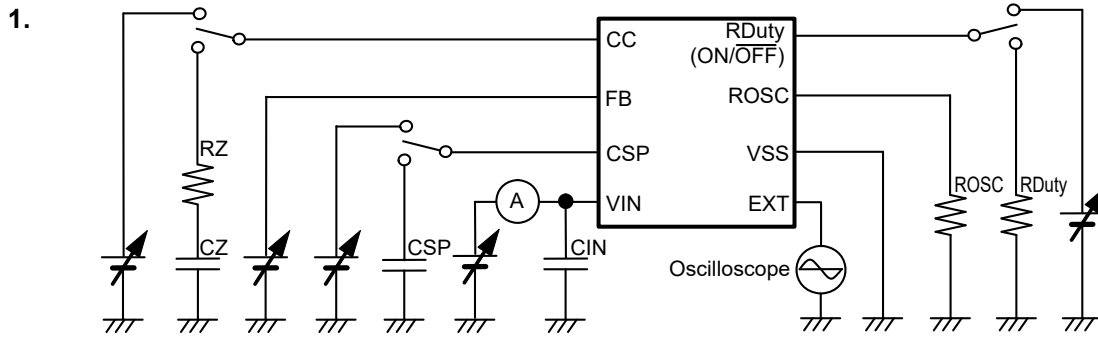 1.
CC
FB
CSP
VIN
RDuty
(ON/OFF)
ROSC
VSS
EXT
RZ
CZ
CSP
A
CIN
Oscilloscope
ROSC
RDuty